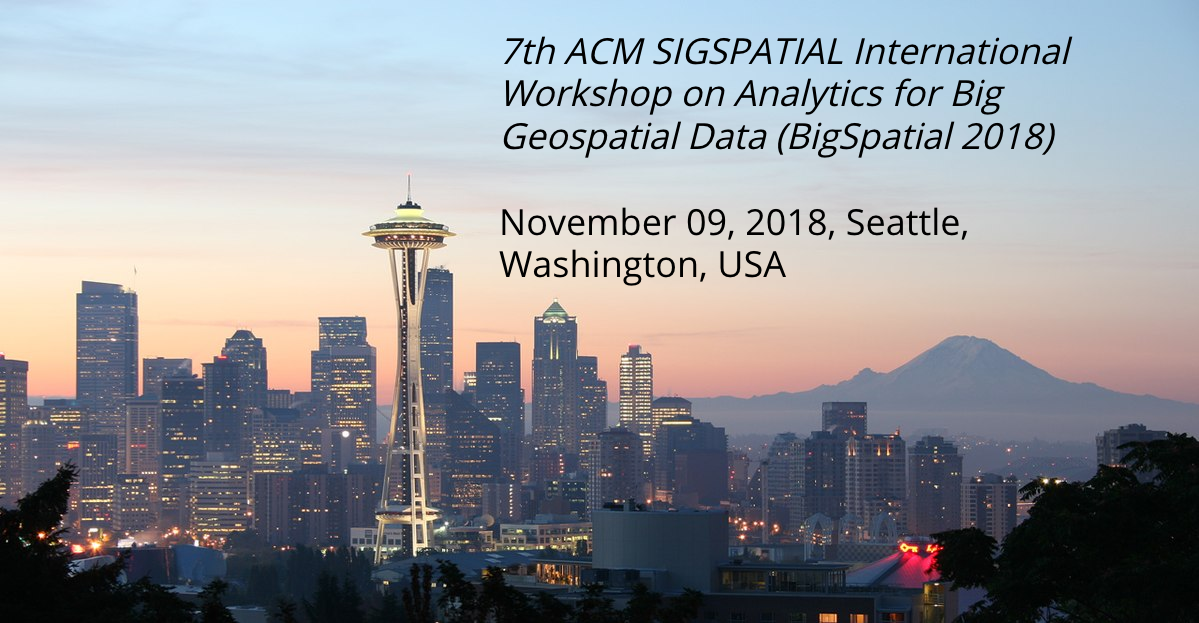 7th ACM SIGSPATIAL International
Workshop on Analytics for Big
Geospatial Data (BigSpatial 2018)
November 09, 2018, Seattle,
Washington, USA